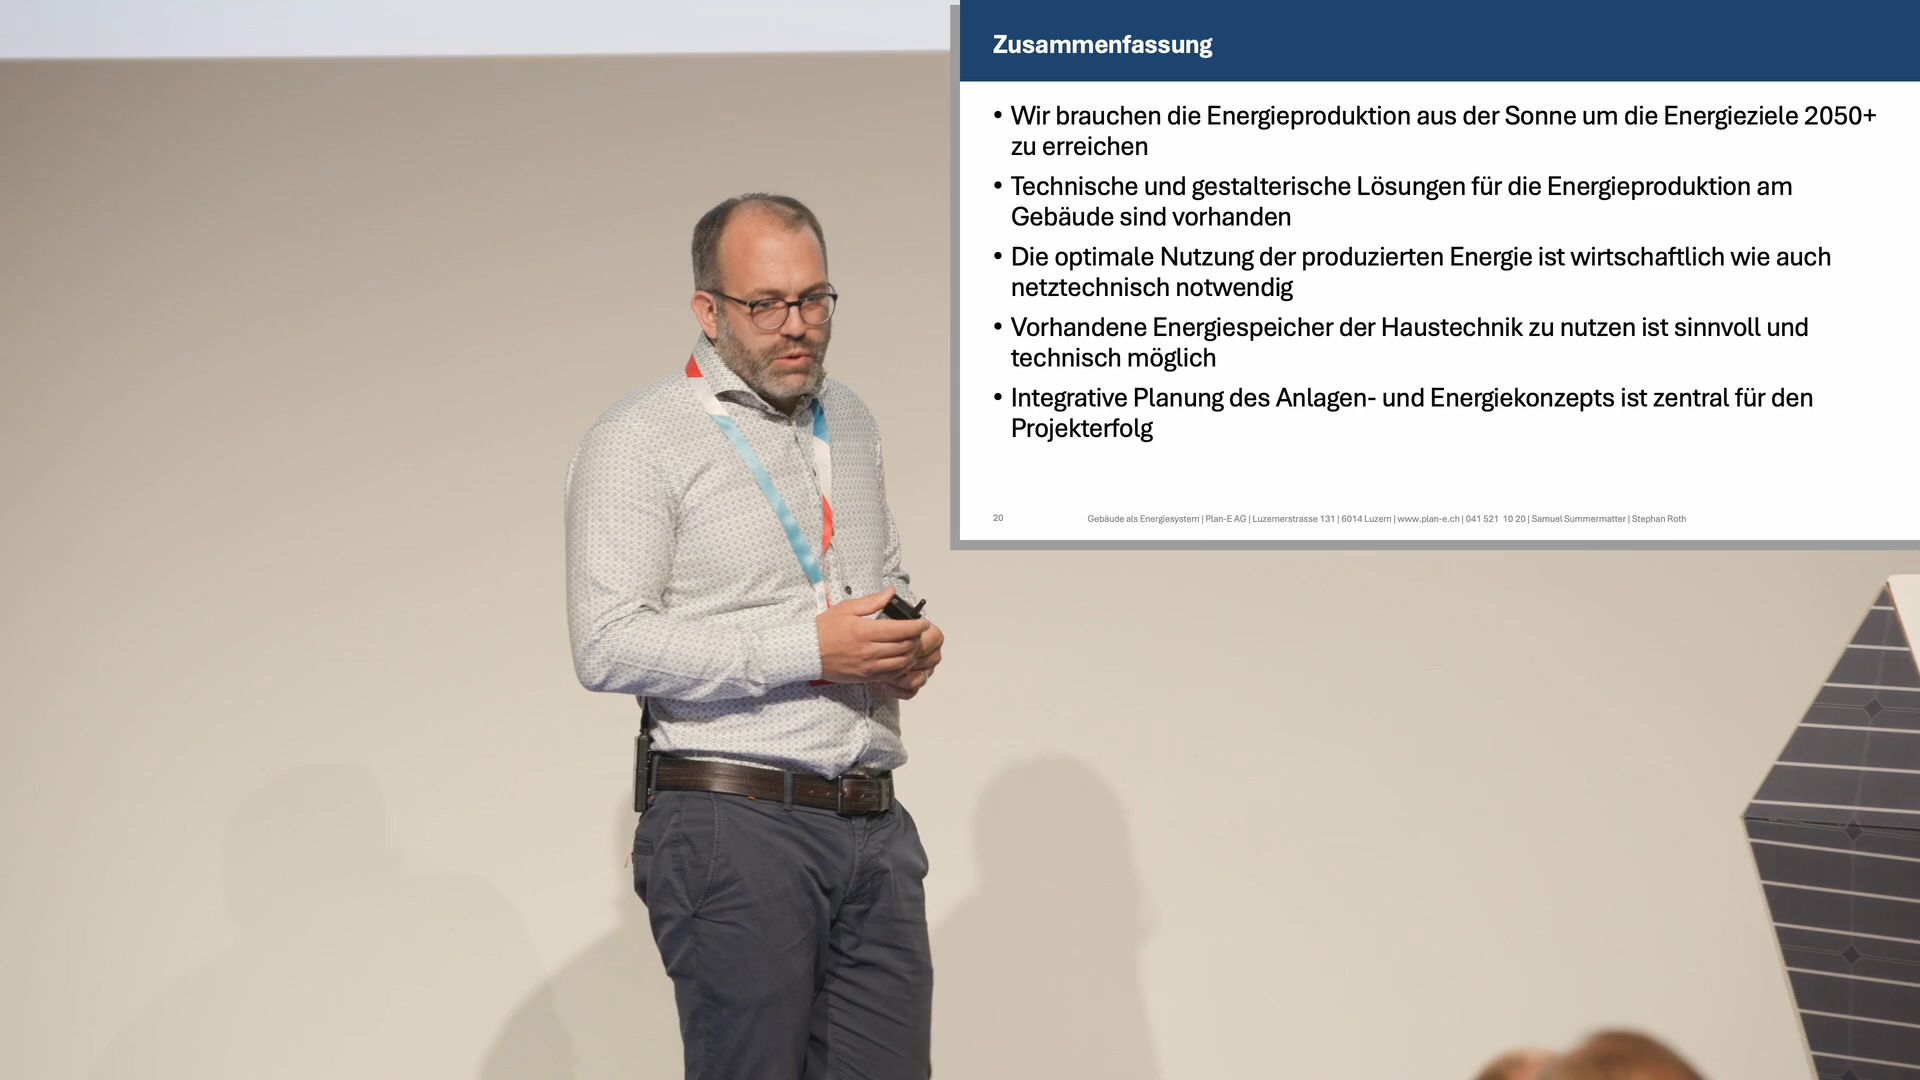 Zusammenfassung
• Wir brauchen die Energieproduktion aus der Sonne um die Energieziele 2050+
zu erreichen
• Technische und gestalterische Lösungen für die Energieproduktion am
Gebäude sind vorhanden
• Die optimale Nutzung der produzierten Energie ist wirtschaftlich wie auch
netztechnisch notwendig
• Vorhandene Energiespeicher der Haustechnik zu nutzen ist sinnvoll und
technisch möglich
• Integrative Planung des Anlagen- und Energiekonzepts ist zentral für den
Projekterfolg
20 Gebäude als Energiesystem | Plan-E AG | Luzernerstrasse 131 | 6014 Luzern | www.plan-e.ch | 041 521 10 20 | Samuel Summermatter | Stephan Roth